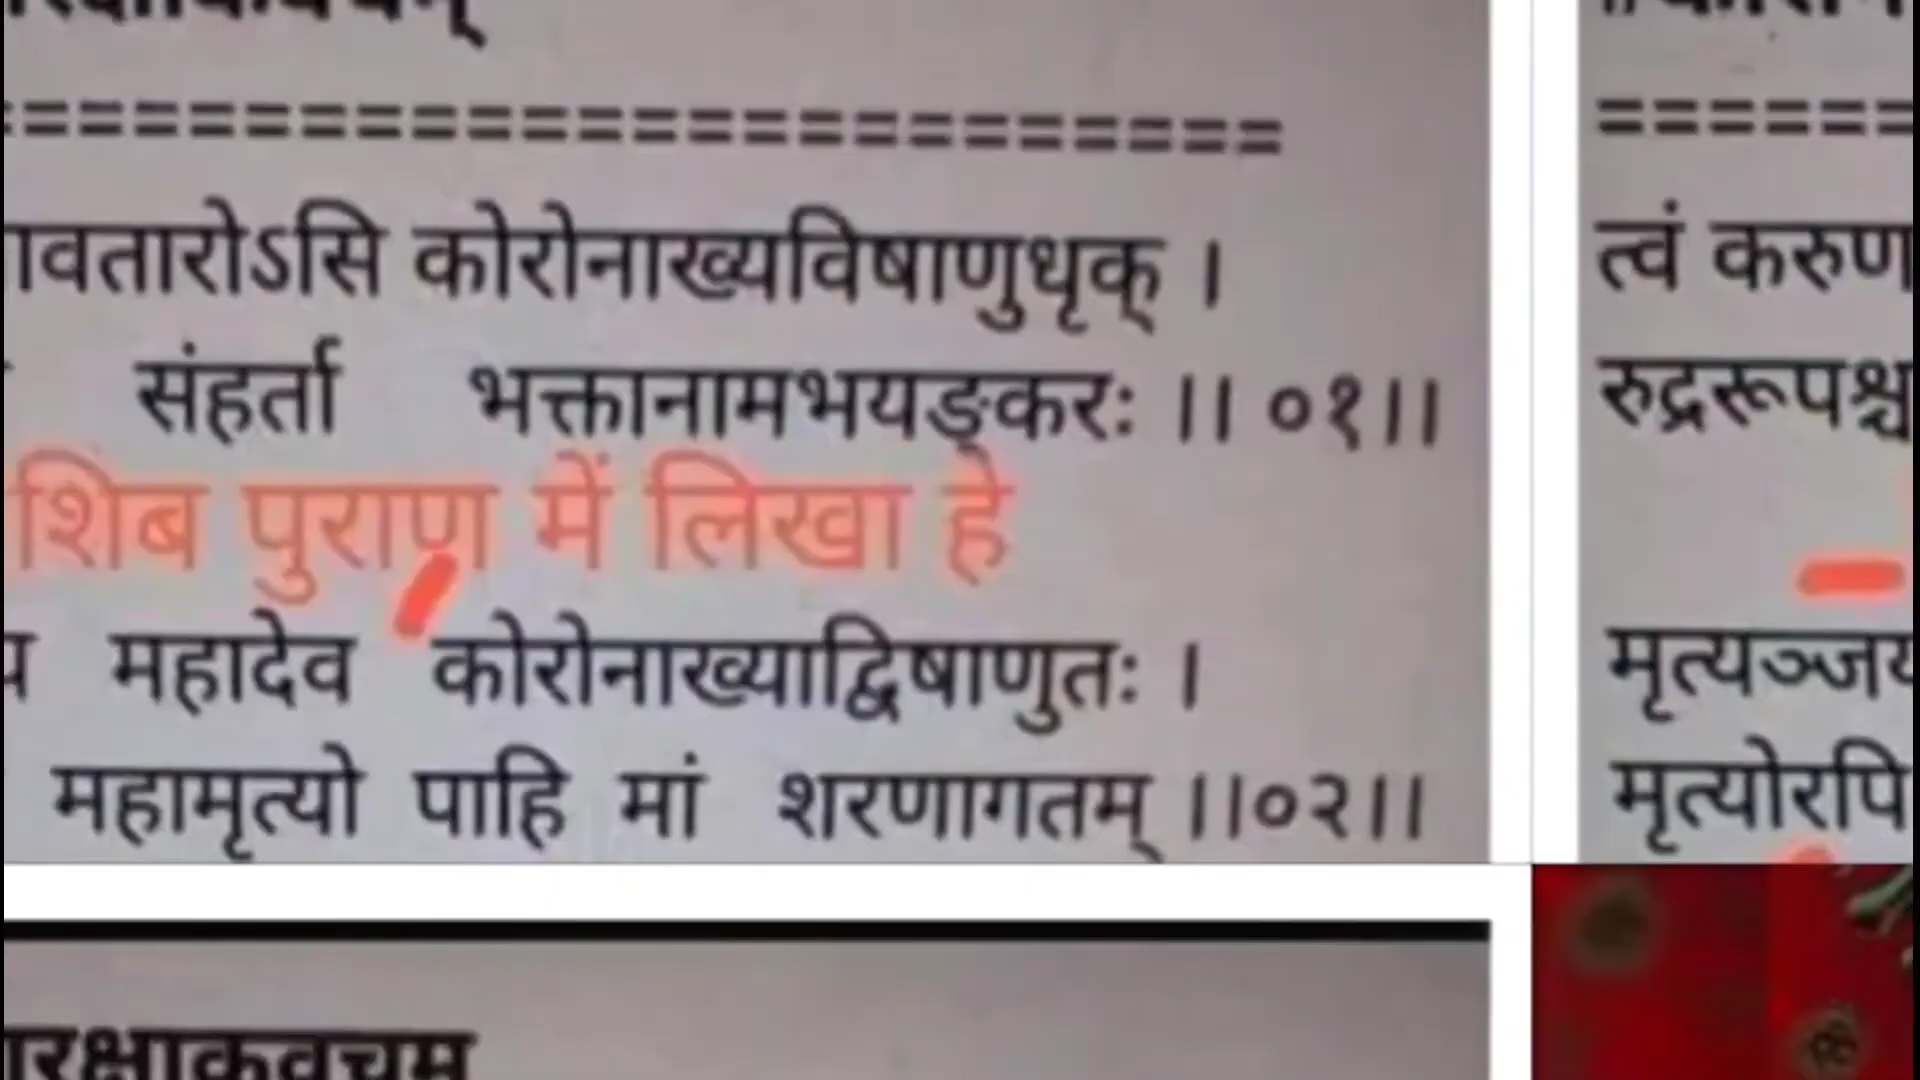 ===========================
ावतारोऽसि कोरोनाख्यविषाणुधृक् ।
संहर्ता भक्तानामभयङ्करः ।। ०१।।
शिब पुराण में लिखा हे
महादेव कोरोनाख्याद्विषाणुतः ।
महामृत्यो पाहि मां शरणागतम् ।।०२।।
ारक्षाकवचम
======
त्वं करुण
रुद्ररूपश्च
मृत्यञ्जय
मृत्योरपि